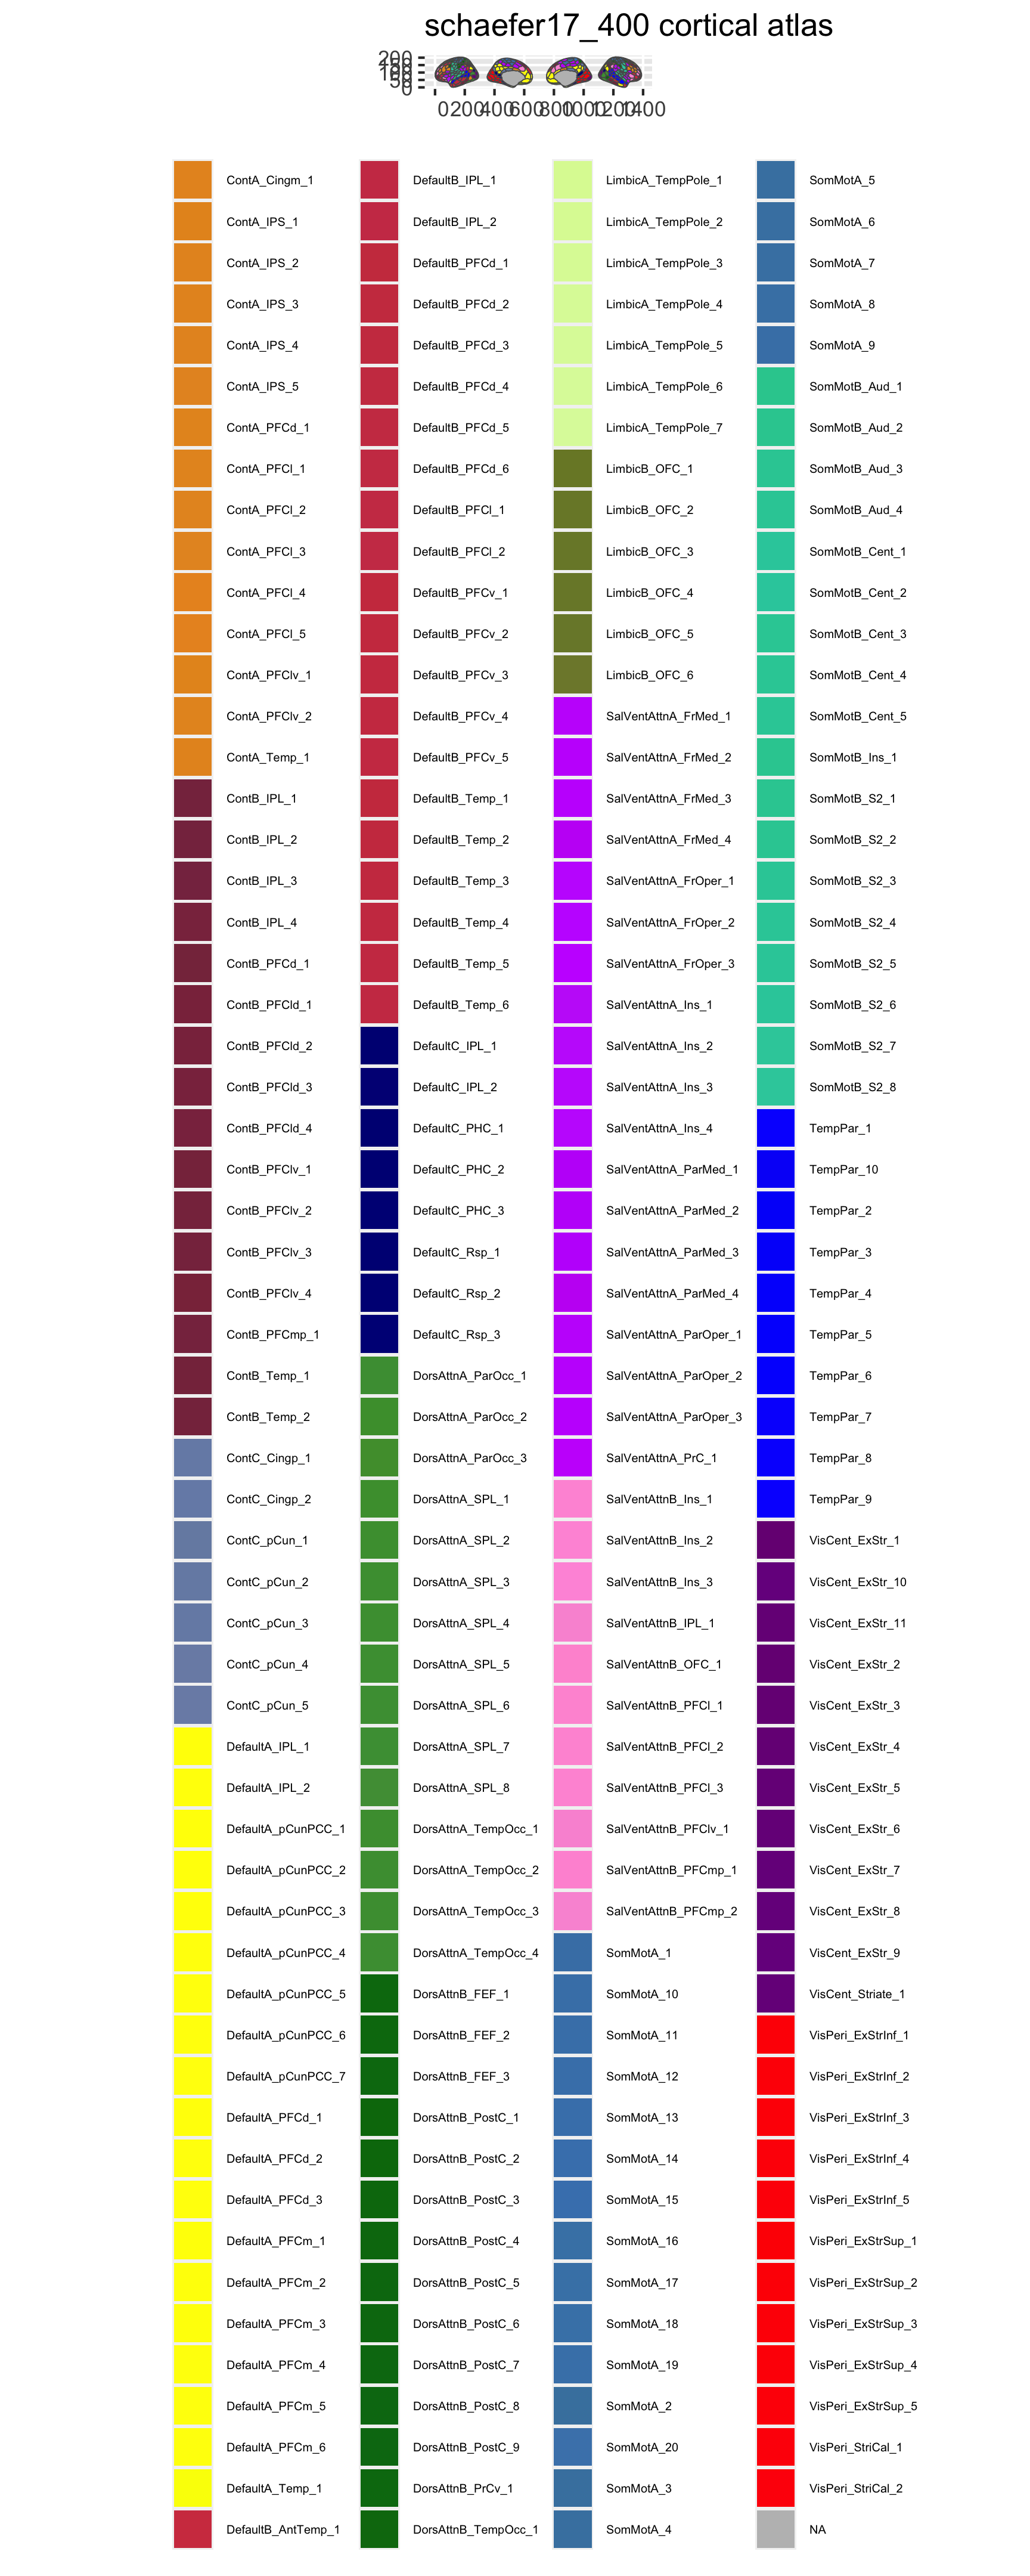 schaefer17_400 cortical atlas
200
150
100
50
0
0 200 400 600 800 1000 1200 1400
ContA_Cingm_1
ContA_IPS_1
ContA_IPS_2
ContA_IPS_3
ContA_IPS_4
ContA_IPS_5
ContA_PFCd_1
ContA_PFCl_1
ContA_PFCl_2
ContA_PFCl_3
ContA_PFCl_4
ContA_PFCl_5
ContA_PFClv_1
ContA_PFClv_2
ContA_Temp_1
ContB_IPL_1
ContB_IPL_2
ContB_IPL_3
ContB_IPL_4
ContB_PFCd_1
ContB_PFCld_1
ContB_PFCld_2
ContB_PFCld_3
ContB_PFCld_4
ContB_PFClv_1
ContB_PFClv_2
ContB_PFClv_3
ContB_PFClv_4
ContB_PFCmp_1
ContB_Temp_1
ContB_Temp_2
ContC_Cingp_1
ContC_Cingp_2
ContC_pCun_1
ContC_pCun_2
ContC_pCun_3
ContC_pCun_4
ContC_pCun_5
DefaultA_IPL_1
DefaultA_IPL_2
DefaultA_pCunPCC_1
DefaultA_pCunPCC_2
DefaultA_pCunPCC_3
DefaultA_pCunPCC_4
DefaultA_pCunPCC_5
DefaultA_pCunPCC_6
DefaultA_pCunPCC_7
DefaultA_PFCd_1
DefaultA_PFCd_2
DefaultA_PFCd_3
DefaultA_PFCm_1
DefaultA_PFCm_2
DefaultA_PFCm_3
DefaultA_PFCm_4
DefaultA_PFCm_5
DefaultA_PFCm_6
DefaultA_Temp_1
DefaultB_AntTemp_1
DefaultB_IPL_1
DefaultB_IPL_2
DefaultB_PFCd_1
DefaultB_PFCd_2
DefaultB_PFCd_3
DefaultB_PFCd_4
DefaultB_PFCd_5
DefaultB_PFCd_6
DefaultB_PFCl_1
DefaultB_PFCl_2
DefaultB_PFCv_1
DefaultB_PFCv_2
DefaultB_PFCv_3
DefaultB_PFCv_4
DefaultB_PFCv_5
DefaultB_Temp_1
DefaultB_Temp_2
DefaultB_Temp_3
DefaultB_Temp_4
DefaultB_Temp_5
DefaultB_Temp_6
DefaultC_IPL_1
DefaultC_IPL_2
DefaultC_PHC_1
DefaultC_PHC_2
DefaultC_PHC_3
DefaultC_Rsp_1
DefaultC_Rsp_2
DefaultC_Rsp_3
DorsAttnA_ParOcc_1
DorsAttnA_ParOcc_2
DorsAttnA_ParOcc_3
DorsAttnA_SPL_1
DorsAttnA_SPL_2
DorsAttnA_SPL_3
DorsAttnA_SPL_4
DorsAttnA_SPL_5
DorsAttnA_SPL_6
DorsAttnA_SPL_7
DorsAttnA_SPL_8
DorsAttnA_TempOcc_1
DorsAttnA_TempOcc_2
DorsAttnA_TempOcc_3
DorsAttnA_TempOcc_4
DorsAttnB_FEF_1
DorsAttnB_FEF_2
DorsAttnB_FEF_3
DorsAttnB_PostC_1
DorsAttnB_PostC_2
DorsAttnB_PostC_3
DorsAttnB_PostC_4
DorsAttnB_PostC_5
DorsAttnB_PostC_6
DorsAttnB_PostC_7
DorsAttnB_PostC_8
DorsAttnB_PostC_9
DorsAttnB_PrCv_1
DorsAttnB_TempOcc_1
LimbicA_TempPole_1
LimbicA_TempPole_2
LimbicA_TempPole_3
LimbicA_TempPole_4
LimbicA_TempPole_5
LimbicA_TempPole_6
LimbicA_TempPole_7
LimbicB_OFC_1
LimbicB_OFC_2
LimbicB_OFC_3
LimbicB_OFC_4
LimbicB_OFC_5
LimbicB_OFC_6
SalVentAttnA_FrMed_1
SalVentAttnA_FrMed_2
SalVentAttnA_FrMed_3
SalVentAttnA_FrMed_4
SalVentAttnA_FrOper_1
SalVentAttnA_FrOper_2
SalVentAttnA_FrOper_3
SalVentAttnA_Ins_1
SalVentAttnA_Ins_2
SalVentAttnA_Ins_3
SalVentAttnA_Ins_4
SalVentAttnA_ParMed_1
SalVentAttnA_ParMed_2
SalVentAttnA_ParMed_3
SalVentAttnA_ParMed_4
SalVentAttnA_ParOper_1
SalVentAttnA_ParOper_2
SalVentAttnA_ParOper_3
SalVentAttnA_PrC_1
SalVentAttnB_Ins_1
SalVentAttnB_Ins_2
SalVentAttnB_Ins_3
SalVentAttnB_IPL_1
SalVentAttnB_OFC_1
SalVentAttnB_PFCl_1
SalVentAttnB_PFCl_2
SalVentAttnB_PFCl_3
SalVentAttnB_PFClv_1
SalVentAttnB_PFCmp_1
SalVentAttnB_PFCmp_2
SomMotA_1
SomMotA_10
SomMotA_11
SomMotA_12
SomMotA_13
SomMotA_14
SomMotA_15
SomMotA_16
SomMotA_17
SomMotA_18
SomMotA_19
SomMotA_2
SomMotA_20
SomMotA_3
SomMotA_4
SomMotA_5
SomMotA_6
SomMotA_7
SomMotA_8
SomMotA_9
SomMotB_Aud_1
SomMotB_Aud_2
SomMotB_Aud_3
SomMotB_Aud_4
SomMotB_Cent_1
SomMotB_Cent_2
SomMotB_Cent_3
SomMotB_Cent_4
SomMotB_Cent_5
SomMotB_Ins_1
SomMotB_S2_1
SomMotB_S2_2
SomMotB_S2_3
SomMotB_S2_4
SomMotB_S2_5
SomMotB_S2_6
SomMotB_S2_7
SomMotB_S2_8
TempPar_1
TempPar_10
TempPar_2
TempPar_3
TempPar_4
TempPar_5
TempPar_6
TempPar_7
TempPar_8
TempPar_9
VisCent_ExStr_1
VisCent_ExStr_10
VisCent_ExStr_11
VisCent_ExStr_2
VisCent_ExStr_3
VisCent_ExStr_4
VisCent_ExStr_5
VisCent_ExStr_6
VisCent_ExStr_7
VisCent_ExStr_8
VisCent_ExStr_9
VisCent_Striate_1
VisPeri_ExStrInf_1
VisPeri_ExStrInf_2
VisPeri_ExStrInf_3
VisPeri_ExStrInf_4
VisPeri_ExStrInf_5
VisPeri_ExStrSup_1
VisPeri_ExStrSup_2
VisPeri_ExStrSup_3
VisPeri_ExStrSup_4
VisPeri_ExStrSup_5
VisPeri_StriCal_1
VisPeri_StriCal_2
NA